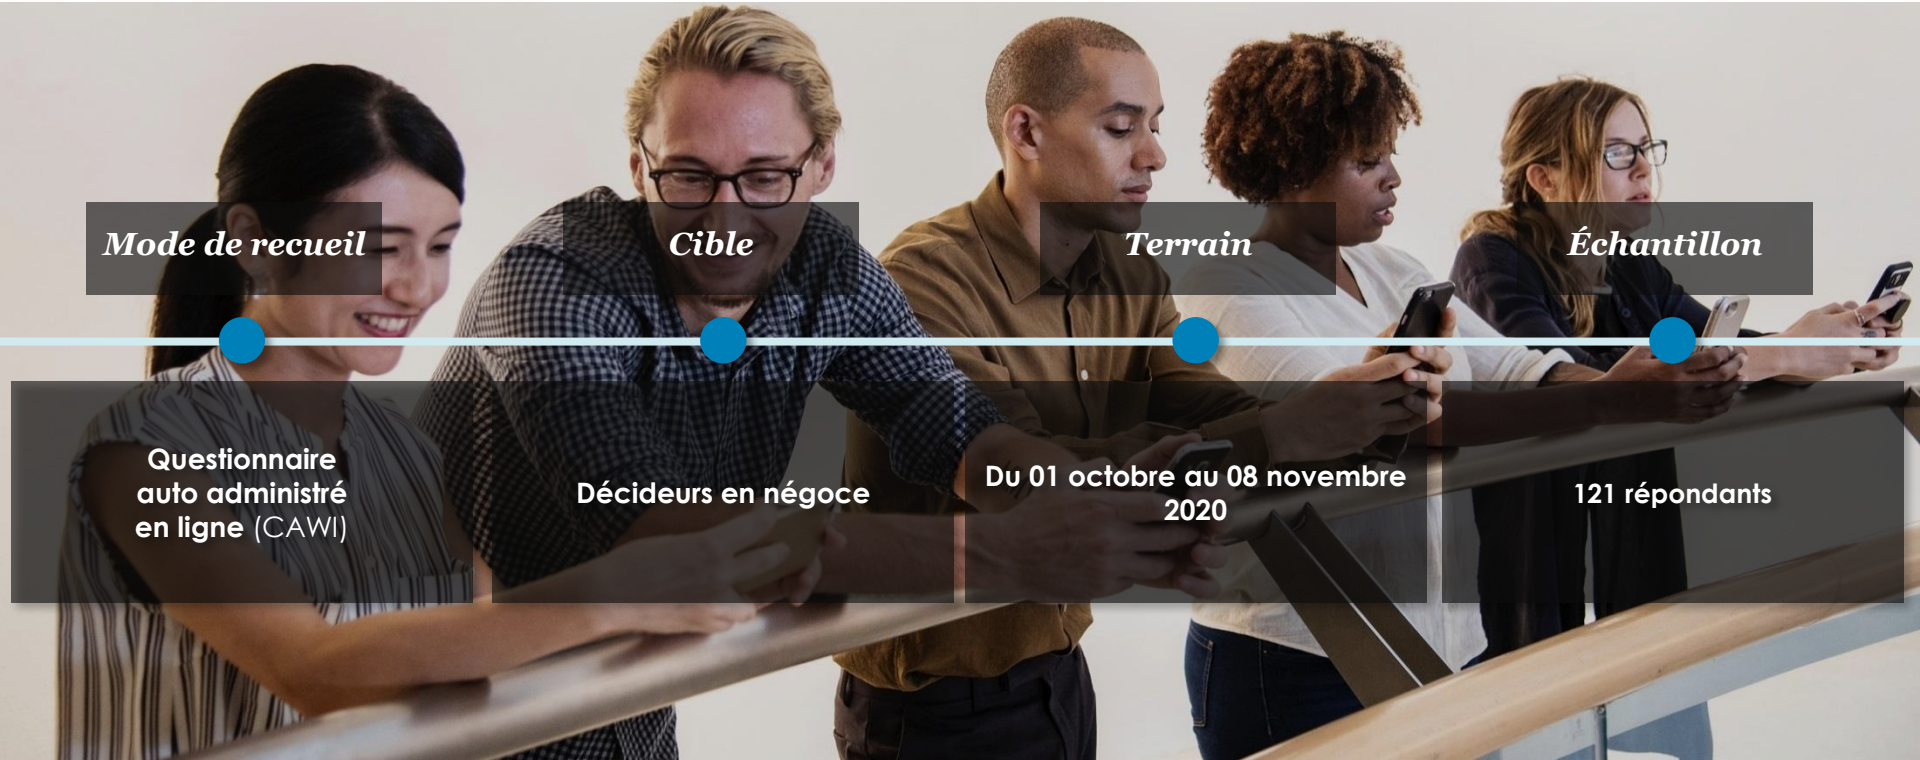 Mode de recueil
Cible
Terrain
Échantillon
Questionnaire
auto administré
en ligne (CAWI)
Décideurs en négoce
Du 01 octobre au 08 novembre
2020
121 répondants